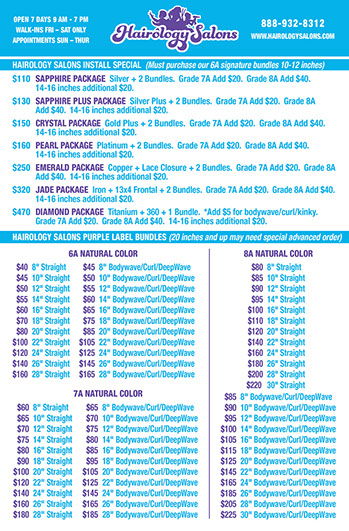 OPEN 7 DAYS 9 AM - 7 PM
WALK-INS FRI – SAT ONLY
APPOINTMENTS SUN – THUR
Hairology Salons
888-932-8312
WWW.HAIROLOGYSALONS.COM
HAIROLOGY SALONS INSTALL SPECIAL (Must purchase our 6A signature bundles 10-12 inches)
$110 SAPPHIRE PACKAGE Silver + 2 Bundles. Grade 7A Add $20. Grade 8A Add $40.
14-16 inches additional $20.
$130 SAPPHIRE PLUS PACKAGE Silver Plus + 2 Bundles. Grade 7A Add $20. Grade 8A
Add $40. 14-16 inches additional $20.
$150 CRYSTAL PACKAGE Gold Plus + 2 Bundles. Grade 7A Add $20. Grade 8A Add $40.
14-16 inches additional $20.
$160 PEARL PACKAGE Platinum + 2 Bundles. Grade 7A Add $20. Grade 8A Add $40.
14-16 inches additional $20.
$250 EMERALD PACKAGE Copper + Lace Closure + 2 Bundles. Grade 7A Add $20. Grade 8A
Add $40. 14-16 inches additional $20.
$320 JADE PACKAGE Iron + 13x4 Frontal + 2 Bundles. Grade 7A Add $20. Grade 8A Add $40.
14-16 inches additional $20.
$470 DIAMOND PACKAGE Titanium + 360 + 1 Bundle. *Add $5 for bodywave/curl/kinky.
Grade 7A Add $20. Grade 8A Add $40. 14-16 inches additional $20.
HAIROLOGY SALONS PURPLE LABEL BUNDLES (20 inches and up may need special advanced order)
6A NATURAL COLOR
$40 8" Straight $45 8" Bodywave/Curl/DeepWave
$45 10" Straight $50 10" Bodywave/Curl/DeepWave
$50 12" Straight $55 12" Bodywave/Curl/DeepWave
$55 14" Straight $60 14" Bodywave/Curl/DeepWave
$60 16" Straight $65 16" Bodywave/Curl/DeepWave
$70 18" Straight $75 18" Bodywave/Curl/DeepWave
$80 20" Straight $85 20" Bodywave/Curl/DeepWave
$100 22" Straight $105 22" Bodywave/Curl/DeepWave
$120 24" Straight $125 24" Bodywave/Curl/DeepWave
$140 26" Straight $145 26" Bodywave/Curl/DeepWave
$160 28" Straight $165 28" Bodywave/Curl/DeepWave
7A NATURAL COLOR
$60 8" Straight $65 8" Bodywave/Curl/DeepWave
$65 10" Straight $70 10" Bodywave/Curl/DeepWave
$70 12" Straight $75 12" Bodywave/Curl/DeepWave
$75 14" Straight $80 14" Bodywave/Curl/DeepWave
$80 16" Straight $85 16" Bodywave/Curl/DeepWave
$90 18" Straight $95 18" Bodywave/Curl/DeepWave
$100 20" Straight $105 20" Bodywave/Curl/DeepWave
$120 22" Straight $125 22" Bodywave/Curl/DeepWave
$140 24" Straight $145 24" Bodywave/Curl/DeepWave
$160 26" Straight $165 26" Bodywave/Curl/DeepWave
$180 28" Straight $185 28" Bodywave/Curl/DeepWave
8A NATURAL COLOR
$80 8" Straight
$85 10" Straight
$90 12" Straight
$95 14" Straight
$100 16" Straight
$110 18" Straight
$120 20" Straight
$140 22" Straight
$160 24" Straight
$180 26" Straight
$200 28" Straight
$220 30" Straight
$85 8" Bodywave/Curl/DeepWave
$90 10" Bodywave/Curl/DeepWave
$95 12" Bodywave/Curl/DeepWave
$100 14" Bodywave/Curl/DeepWave
$105 16" Bodywave/Curl/DeepWave
$115 18" Bodywave/Curl/DeepWave
$125 20" Bodywave/Curl/DeepWave
$145 22" Bodywave/Curl/DeepWave
$165 24" Bodywave/Curl/DeepWave
$185 26" Bodywave/Curl/DeepWave
$205 28" Bodywave/Curl/DeepWave
$225 30" Bodywave/Curl/DeepWave